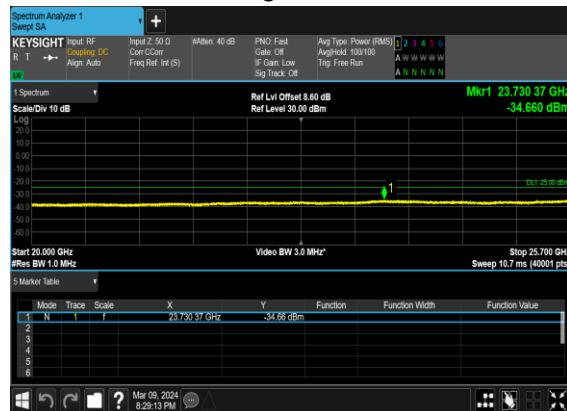 Spectrum Analyzer 1
Swept SA
+
KEYSIGHT Input: RF Input Z: 50 Ω #Atten: 40 dB PNO: Fast Avg Type: Power (RMS) 1 2 3 4 5 6
R T Coupling: DC Corr CCorr Gate: Off Avg|Hold: 100/100 A W W W W W
Align: Auto Freq Ref: Int (S) IF Gain: Low Trig: Free Run A N N N N N
Sig Track: Off
1 Spectrum Ref Lvl Offset 8.60 dB Mkr1 23.730 37 GHz
Scale/Div 10 dB Ref Level 30.00 dBm -34.660 dBm
Log
20.0
10.0
0.00
-10.0
-20.0
1 DL1 25.00 dBm
-30.0
-40.0
-50.0
-60.0
Start 20.000 GHz Video BW 3.0 MHz* Stop 25.700 GHz
#Res BW 1.0 MHz Sweep 10.7 ms (40001 pts)
5 Marker Table
Mode Trace Scale X Y Function Function Width Function Value
1 N 1 f 23.730 37 GHz -34.66 dBm
2
3
4
5
6
? Mar 09, 2024
8:29:13 PM